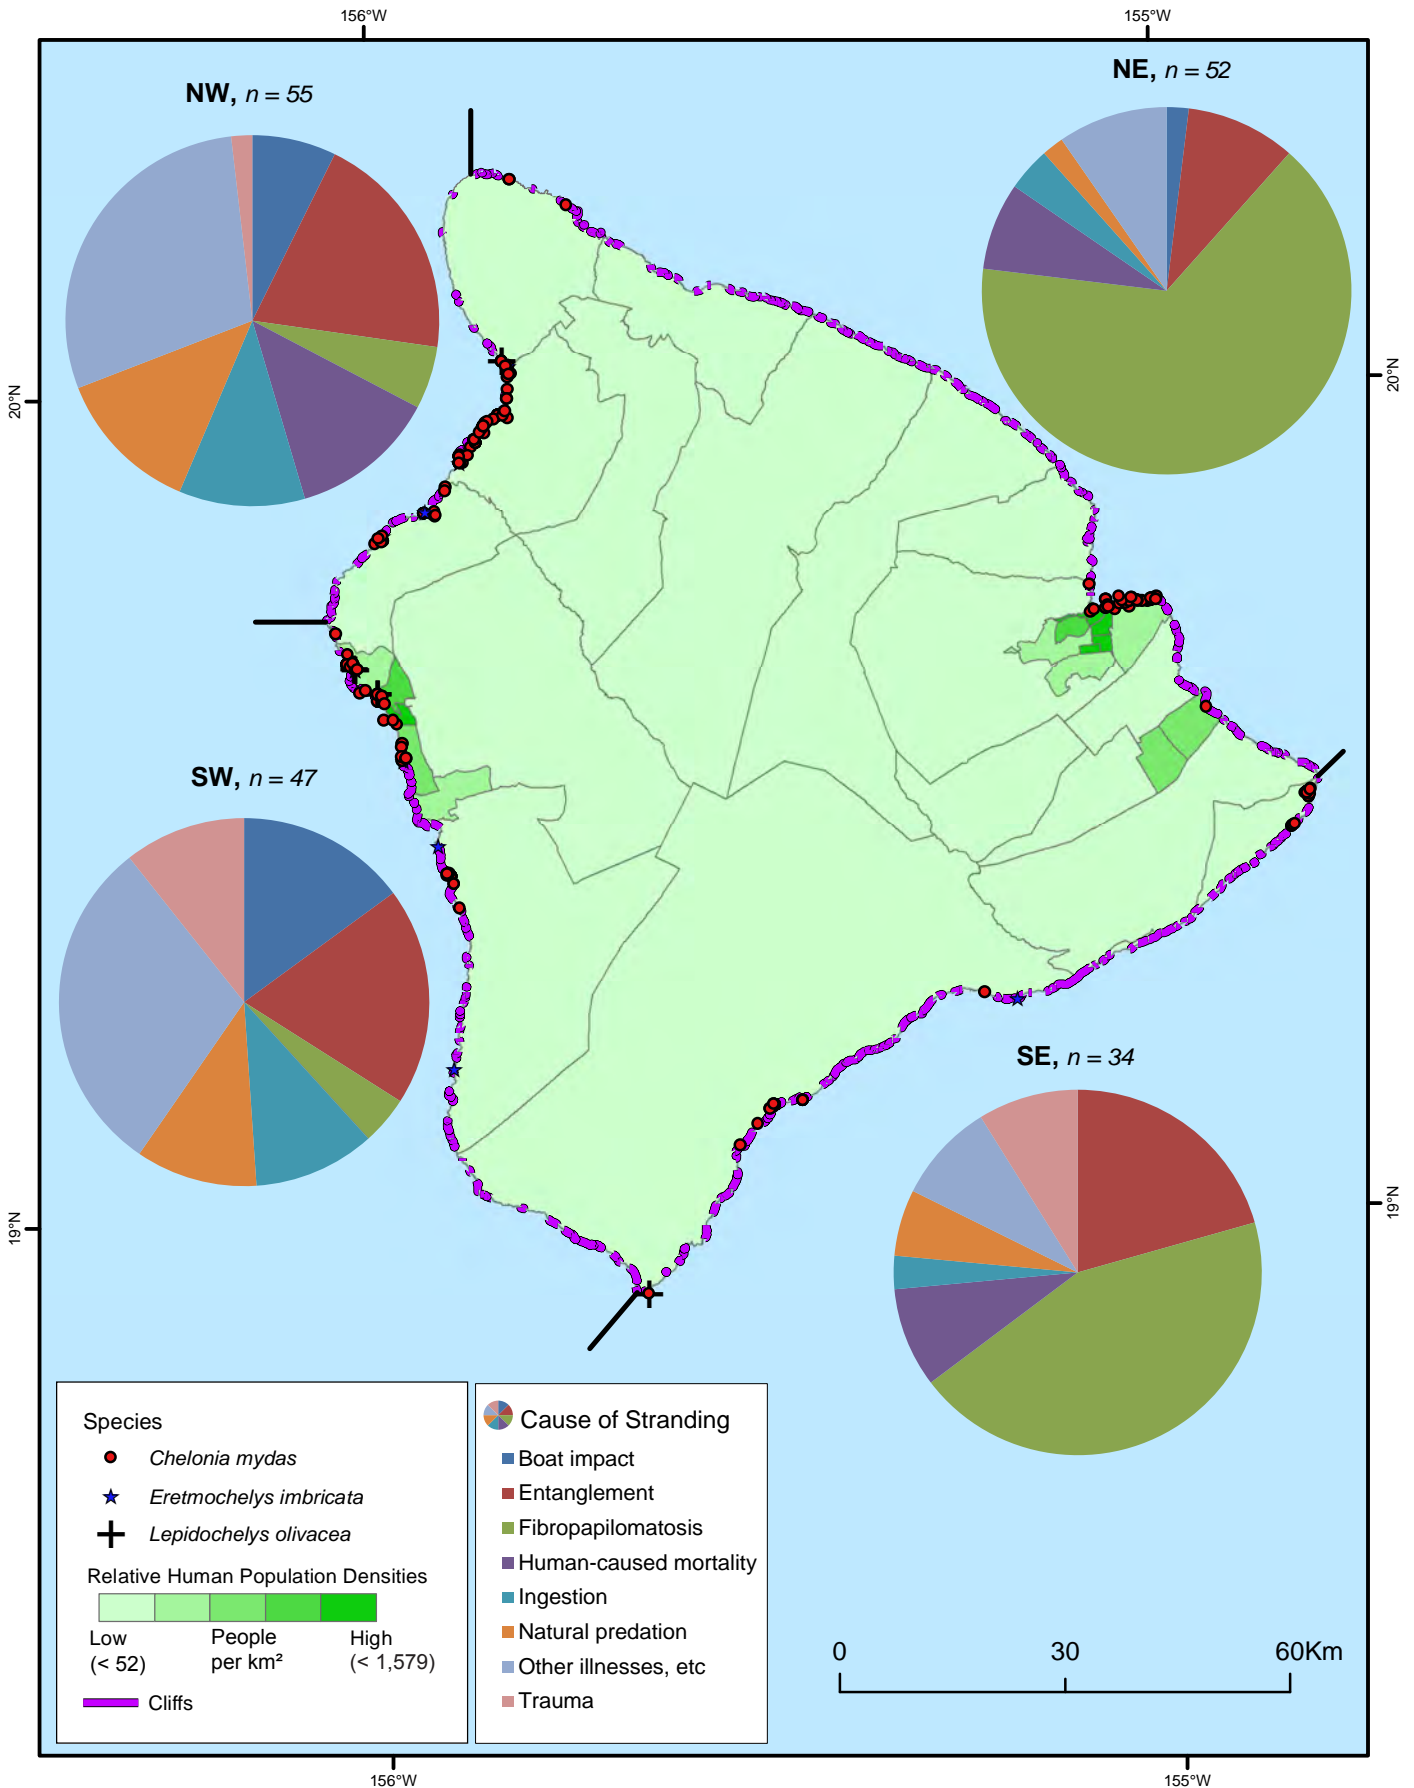 156°W
155°W
NE, n = 52
NW, n = 55
20°N
20°N
SW, n = 47
SE, n = 34
19°N
19°N
Species
Chelonia mydas
Eretmochelys imbricata
Lepidochelys olivacea
Relative Human Population Densities
Low
(< 52)
People
per km²
High
(< 1,579)
Cliffs
Cause of Stranding
Boat impact
Entanglement
Fibropapilomatosis
Human-caused mortality
Ingestion
Natural predation
Other illnesses, etc
Trauma
0 30 60Km
156°W
155°W